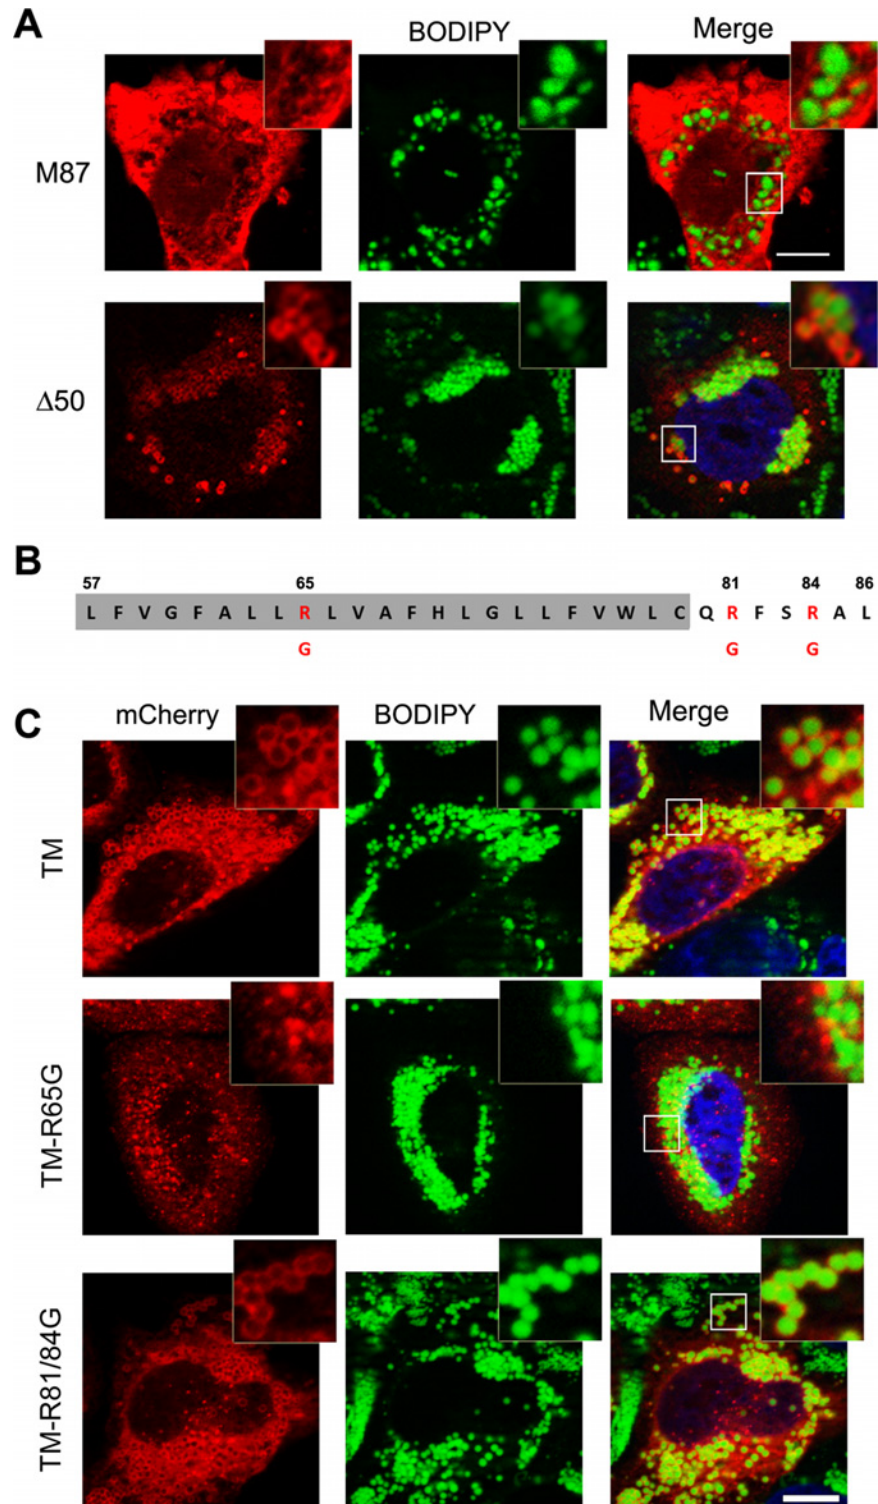 A
BODIPY Merge
M87
Δ50
B
57 65 81 84 86
L F V G F A L L R L V A F H L G L L F V W L C Q R F S R A L
G G G
C
mCherry BODIPY Merge
TM
TM-R65G
TM-R81/84G